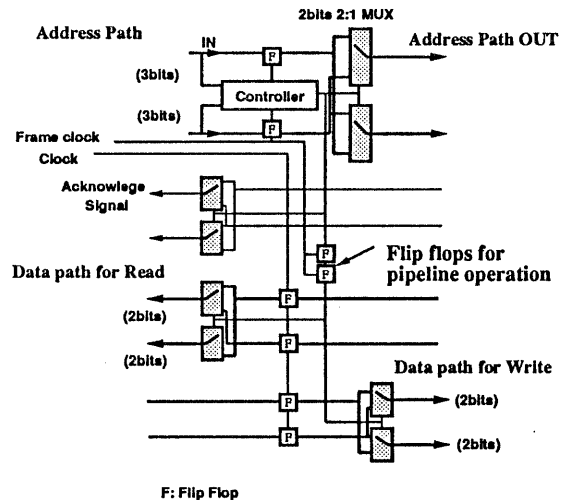 2bits 2:1 MUX
Address Path
IN
Address Path OUT
F
(3bits)
Controller
(3bits)
F
Frame clock
Clock
Acknowlege
Signal
F
Flip flops for
F
pipeline operation
Data path for Read
F
(2bits)
F
(2bits)
Data path for Write
F
(2bits)
F
(2bits)
F: Flip Flop